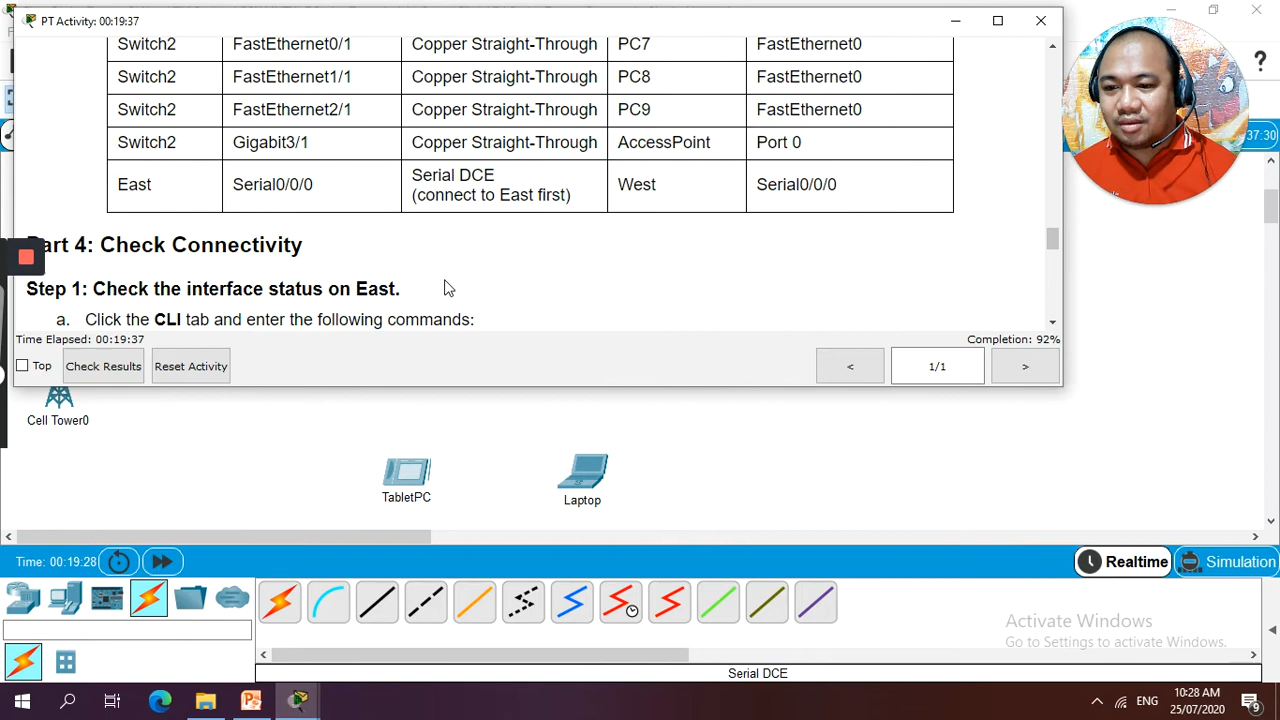 PT Activity: 00:19:37
Switch2 FastEthernet0/1 Copper Straight-Through PC7 FastEthernet0
Switch2 FastEthernet1/1 Copper Straight-Through PC8 FastEthernet0
Switch2 FastEthernet2/1 Copper Straight-Through PC9 FastEthernet0
Switch2 Gigabit3/1 Copper Straight-Through AccessPoint Port 0
East Serial0/0/0 Serial DCE (connect to East first) West Serial0/0/0
37:30
Part 4: Check Connectivity
Step 1: Check the interface status on East.
a. Click the CLI tab and enter the following commands:
Time Elapsed: 00:19:37 Completion: 92%
Top Check Results Reset Activity < 1/1 >
Cell Tower0
TabletPC Laptop
Time: 00:19:28 Realtime Simulation
Activate Windows
Go to Settings to activate Windows.
Serial DCE
ENG 10:28 AM
25/07/2020 9